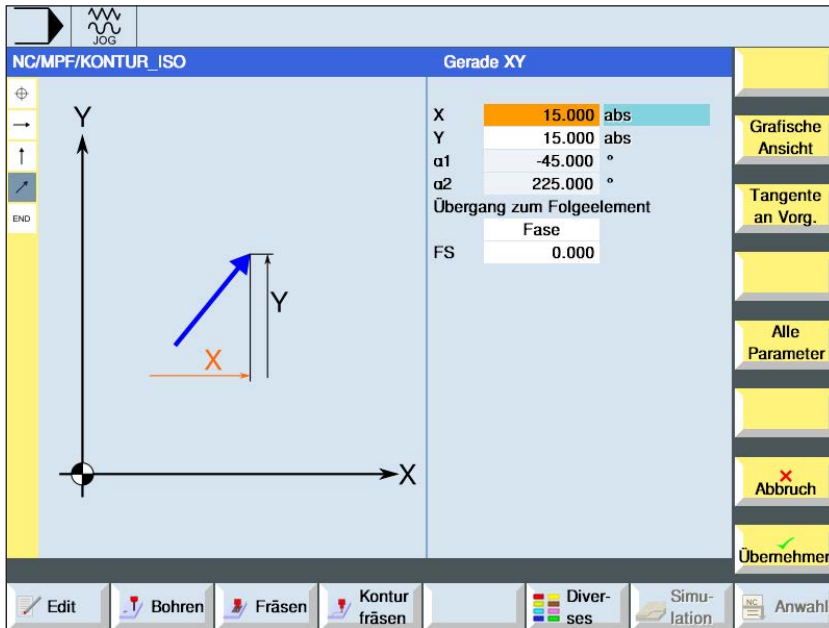 JOG
NC/MPF/KONTUR_ISO
Gerade XY
END
Y
Y
X
X
X 15.000 abs
Y 15.000 abs
α1 -45.000 °
α2 225.000 °
Übergang zum Folgeelement
Fase
FS 0.000
Grafische
Ansicht
Tangente
an Vorg.
Alle
Parameter
Abbruch
Übernehmen
Edit
Bohren
Fräsen
Kontur
fräsen
Diver-
ses
Simu-
lation
NC
Anwahl